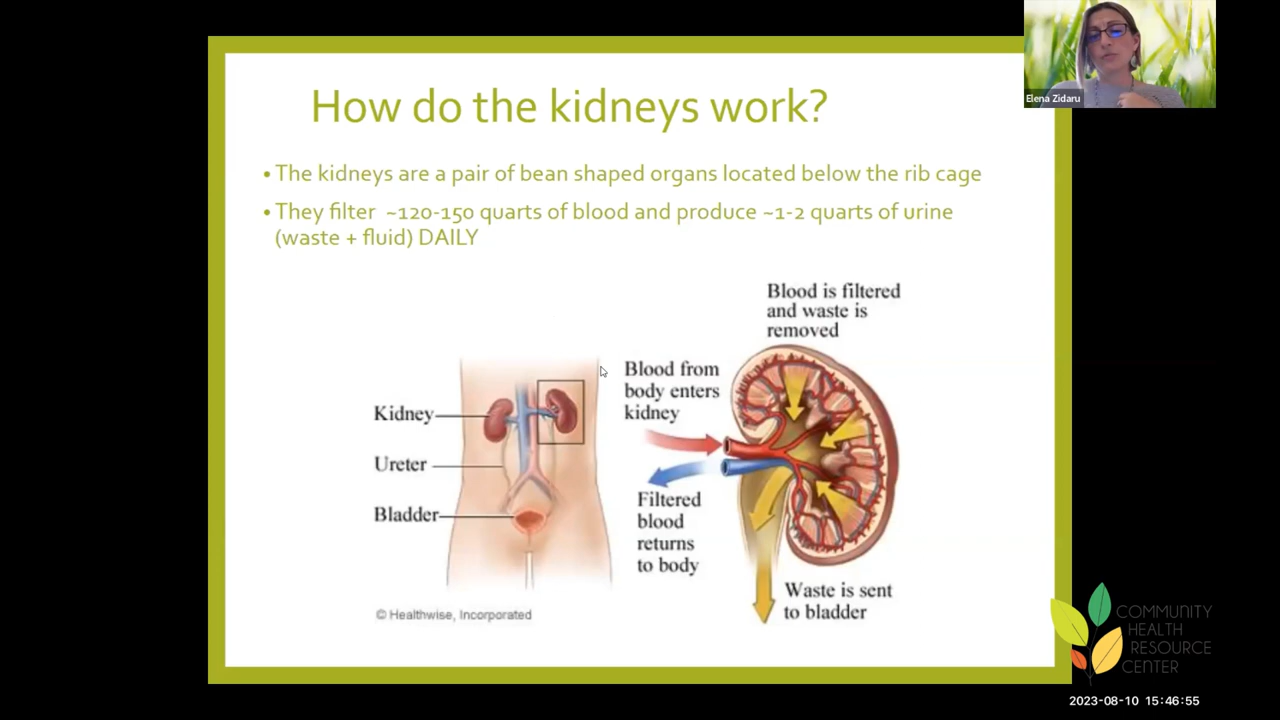 Elena Zidaru
How do the kidneys work?
• The kidneys are a pair of bean shaped organs located below the rib cage
• They filter ~120-150 quarts of blood and produce ~1-2 quarts of urine
(waste + fluid) DAILY
Blood is filtered
and waste is
removed
Blood from
body enters
kidney
Kidney
Ureter
Bladder
Filtered
blood
returns
to body
Waste is sent
to bladder
© Healthwise, Incorporated
COMMUNITY
HEALTH
RESOURCE
CENTER
2023-08-10 15:46:55